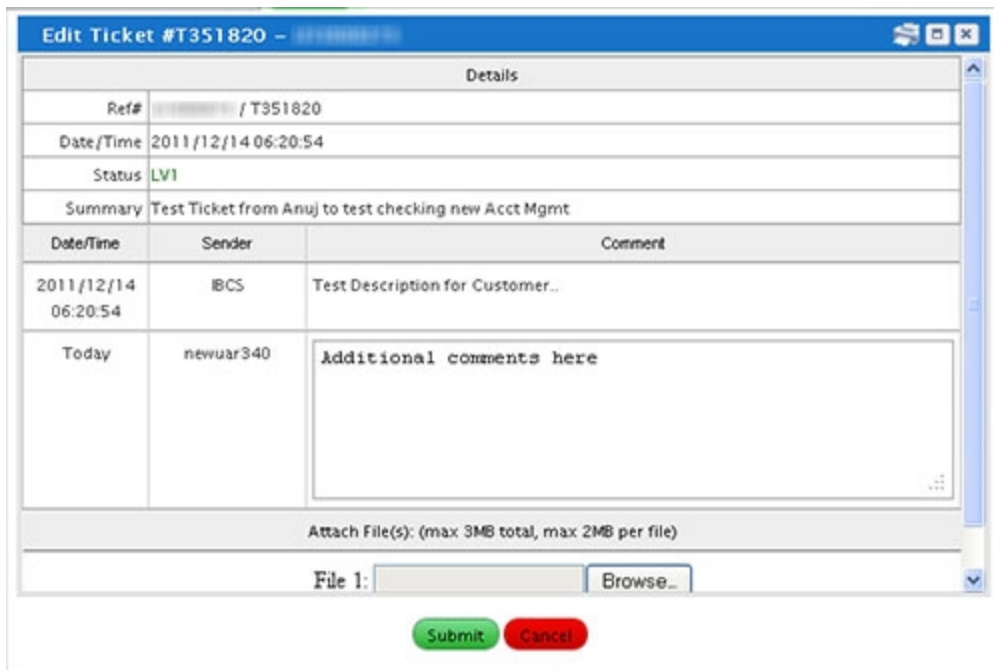 Edit Ticket #T351820 -
Details
Ref# / T351820
Date/Time 2011/12/14 06:20:54
Status LV1
Summary Test Ticket from Anuj to test checking new Acct Mgmt
Date/Time Sender Comment
2011/12/14 06:20:54 IBCS Test Description for Customer..
Today newuar340 Additional comments here
Attach File(s): (max 3MB total, max 2MB per file)
File 1: Browse...
Submit Cancel